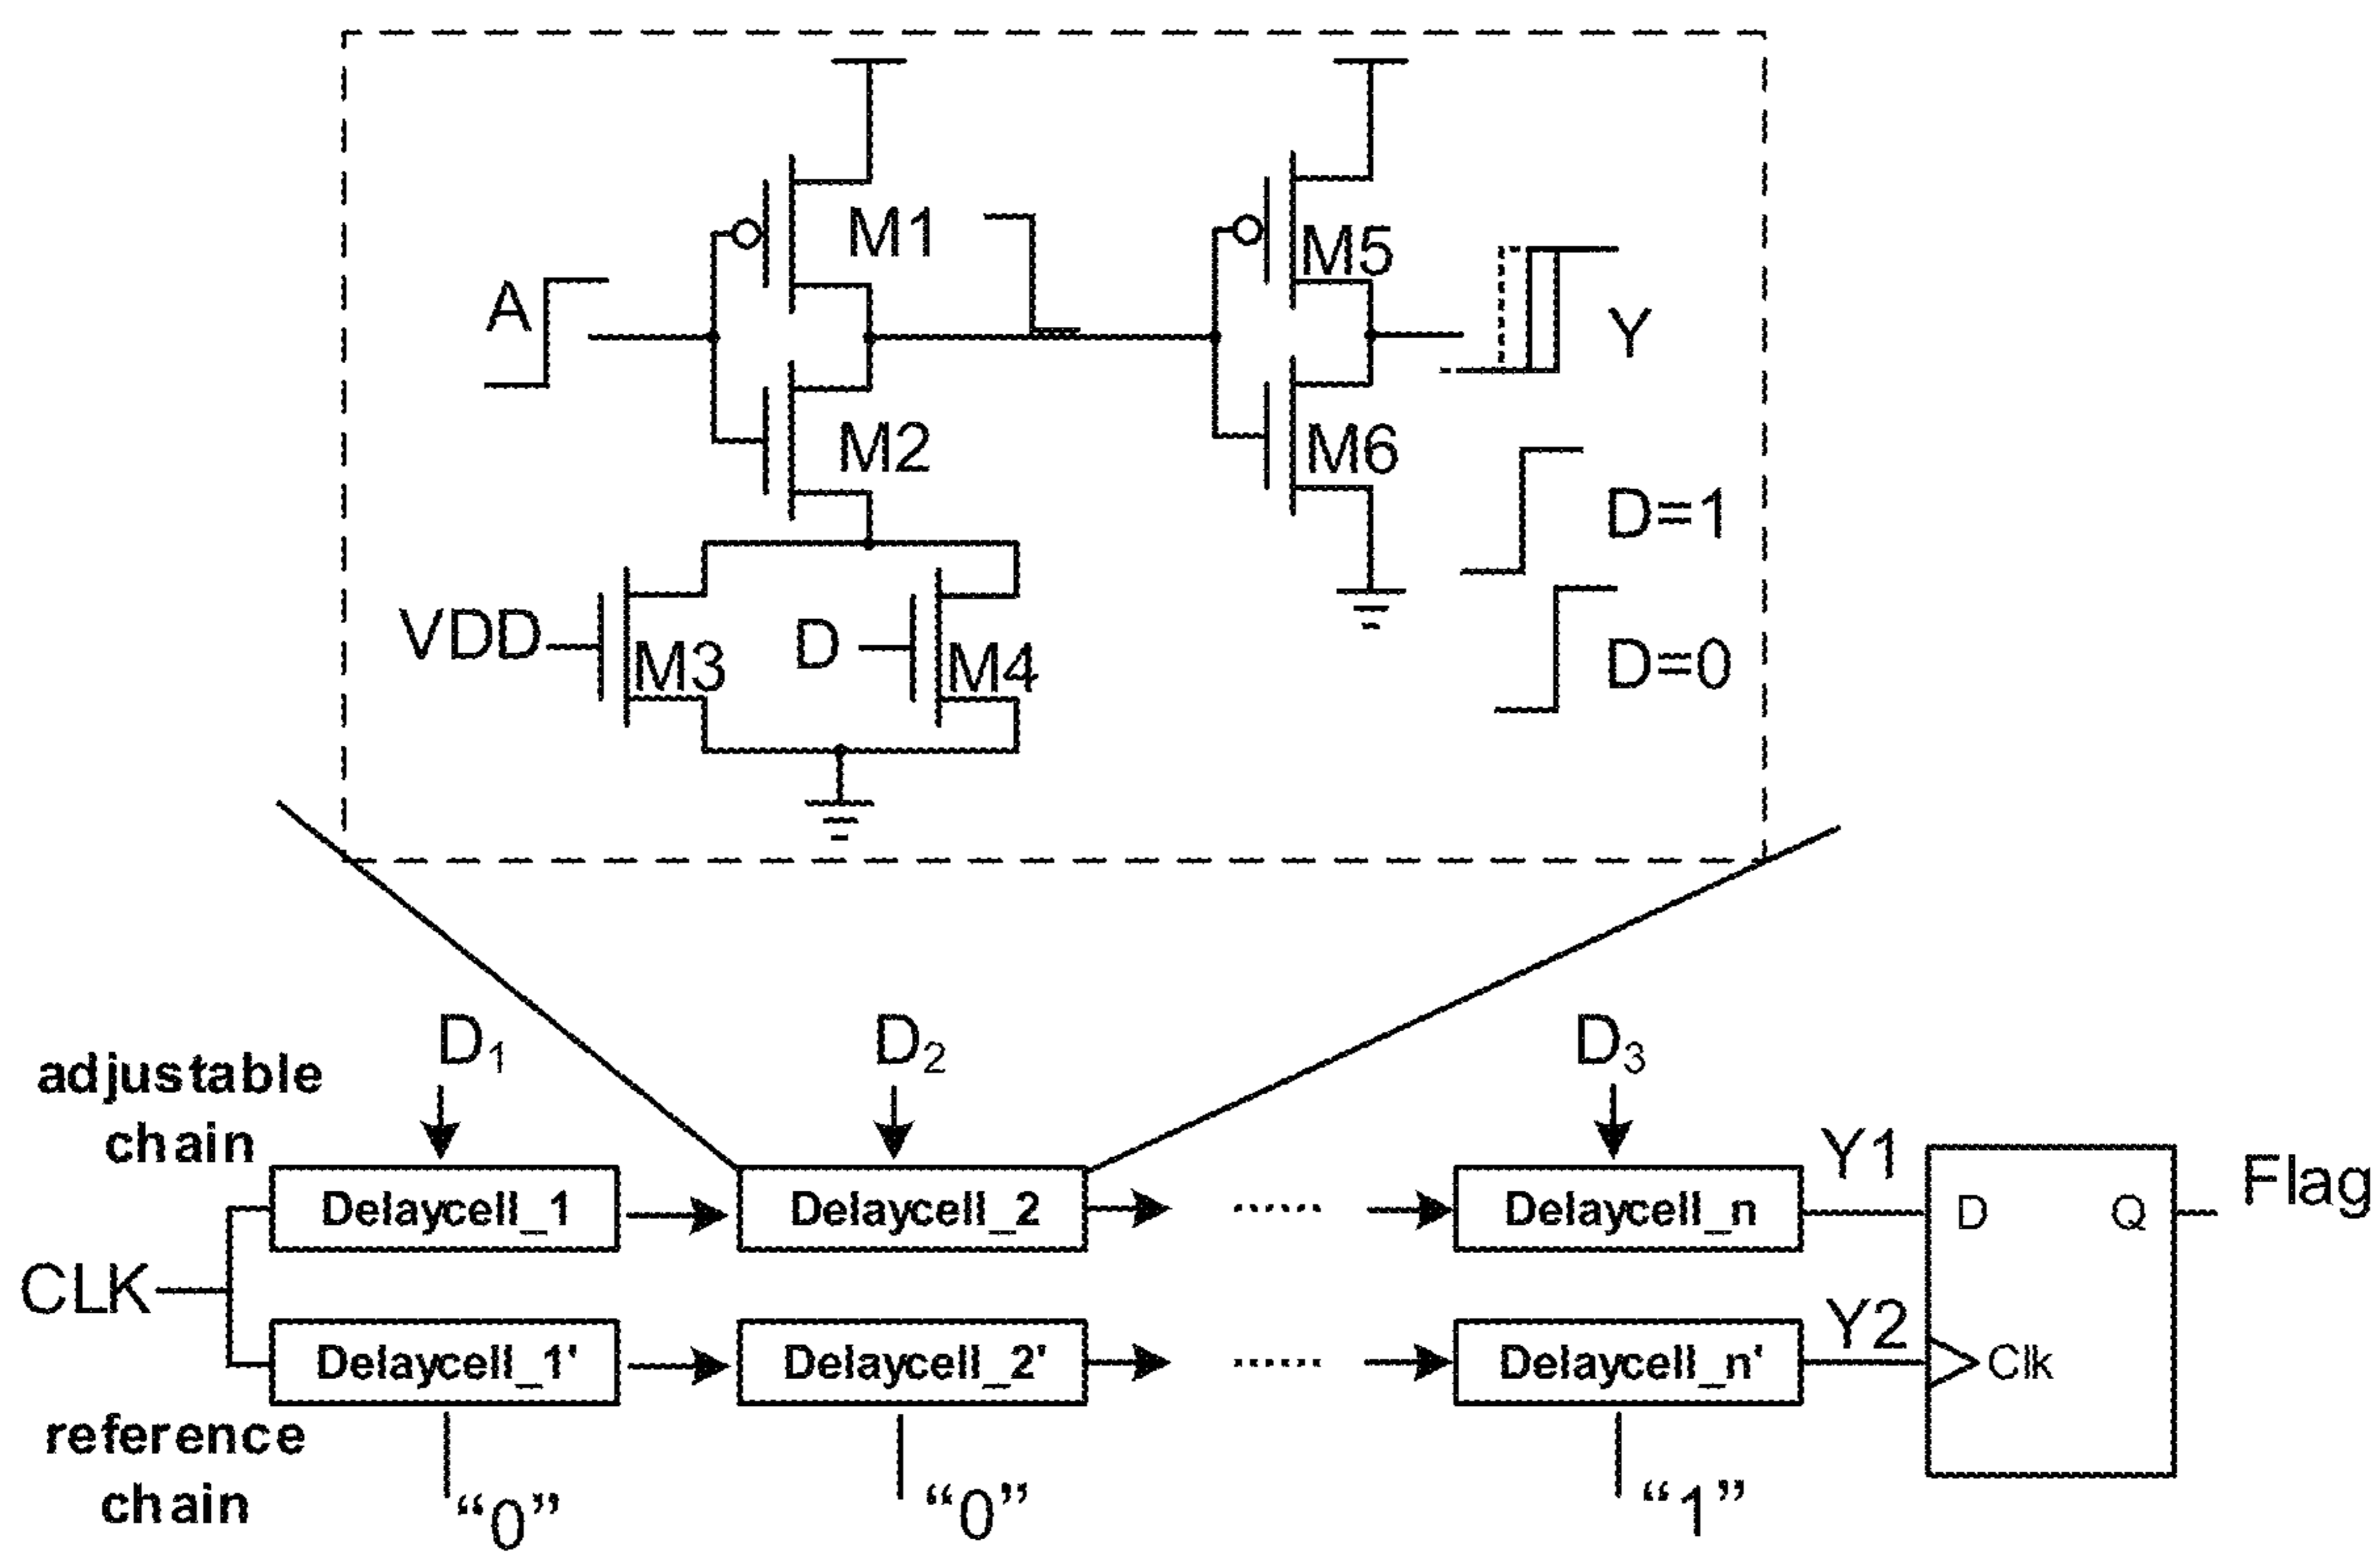 M1
M5
A
Y
M2
M6
D=1
VDD
M3
D
M4
D=0
D1
D2
D3
adjustable
chain
Delaycell_1
Delaycell_2
......
Delaycell_n
Y1
D
Q
Flag
CLK
Delaycell_1'
Delaycell_2'
......
Delaycell_n'
Y2
Clk
reference
chain
“0”
“0”
“1”